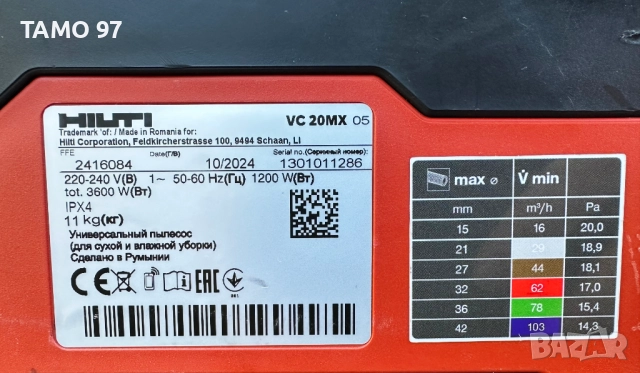 TAMO 97
HILTI VC 20MX 05
Trademark of: / Made in Romania for:
Hilti Corporation, Feldkircherstrasse 100, 9494 Schaan, LI
FFE Date(Г/В) Serial no.(Серийный номер):
2416084 10/2024 1301011286
220-240 V(В) 1~ 50-60 Hz(Гц) 1200 W(Вт)
tot. 3600 W(Вт)
IPX4
11 kg(кг)
Универсальный пылесос
(для сухой и влажной уборки)
Сделано в Румынии
CE EAC
max ⌀ V̇ min
mm m³/h Pa
15 16 20,0
21 29 18,9
27 44 18,1
32 62 17,0
36 78 15,4
42 103 14,3
BAZAR